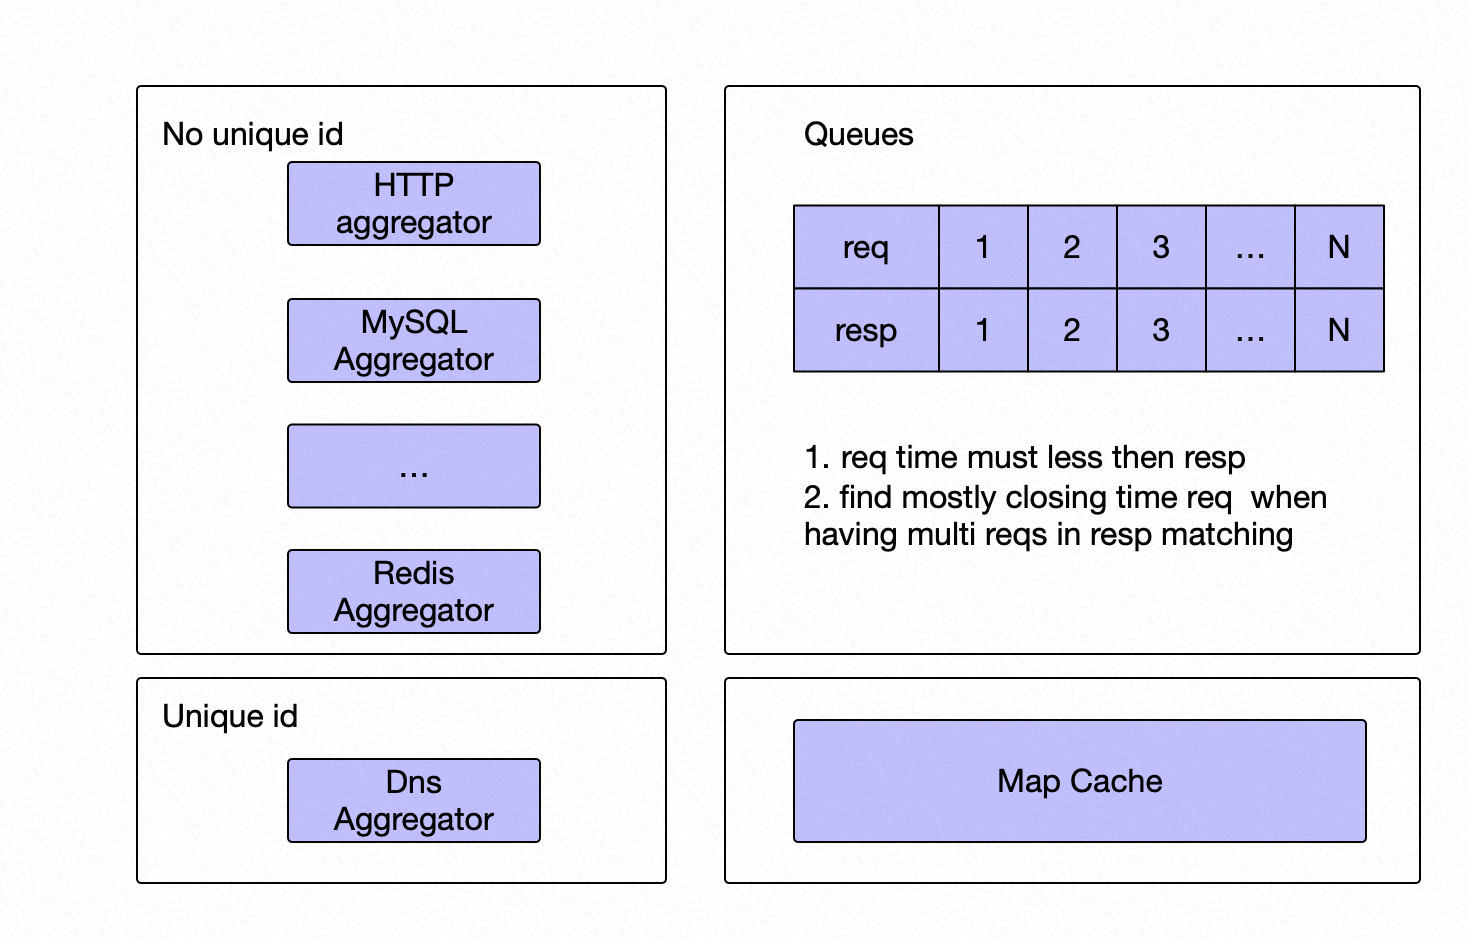 No unique id
HTTP
aggregator
MySQL
Aggregator
...
Redis
Aggregator
Queues
req 1 2 3 ... N
resp 1 2 3 ... N
1. req time must less then resp
2. find mostly closing time req  when
having multi reqs in resp matching
Unique id
Dns
Aggregator
Map Cache